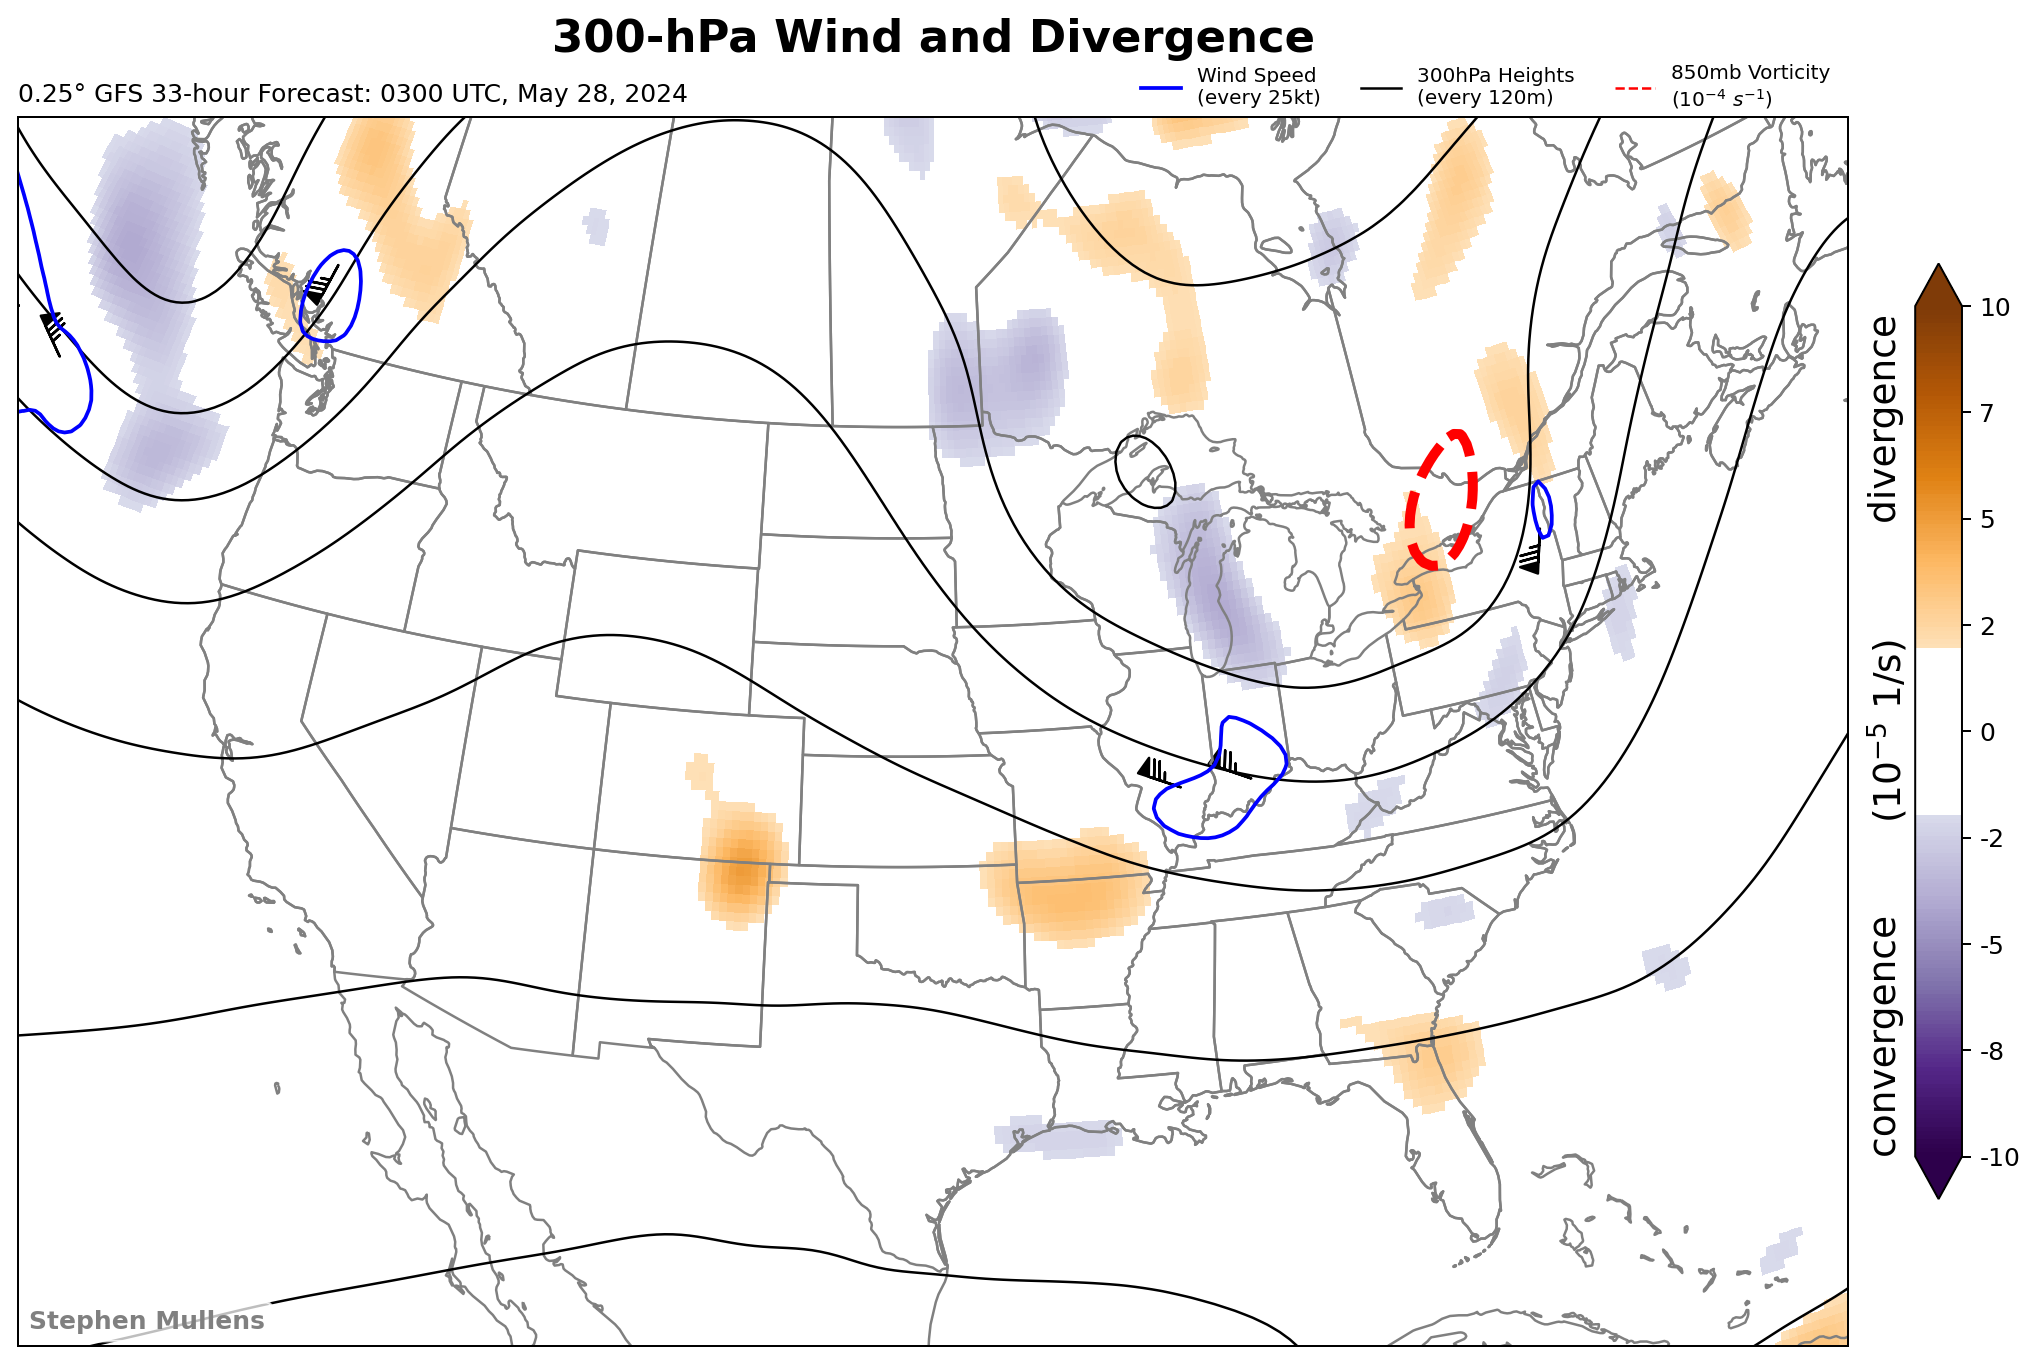 300-hPa Wind and Divergence
0.25° GFS 33-hour Forecast: 0300 UTC, May 28, 2024
Wind Speed
(every 25kt)
300hPa Heights
(every 120m)
850mb Vorticity
(10⁻⁴ s⁻¹)
10
7
5
2
0
-2
-5
-8
-10
convergence (10⁻⁵ 1/s) divergence
Stephen Mullens